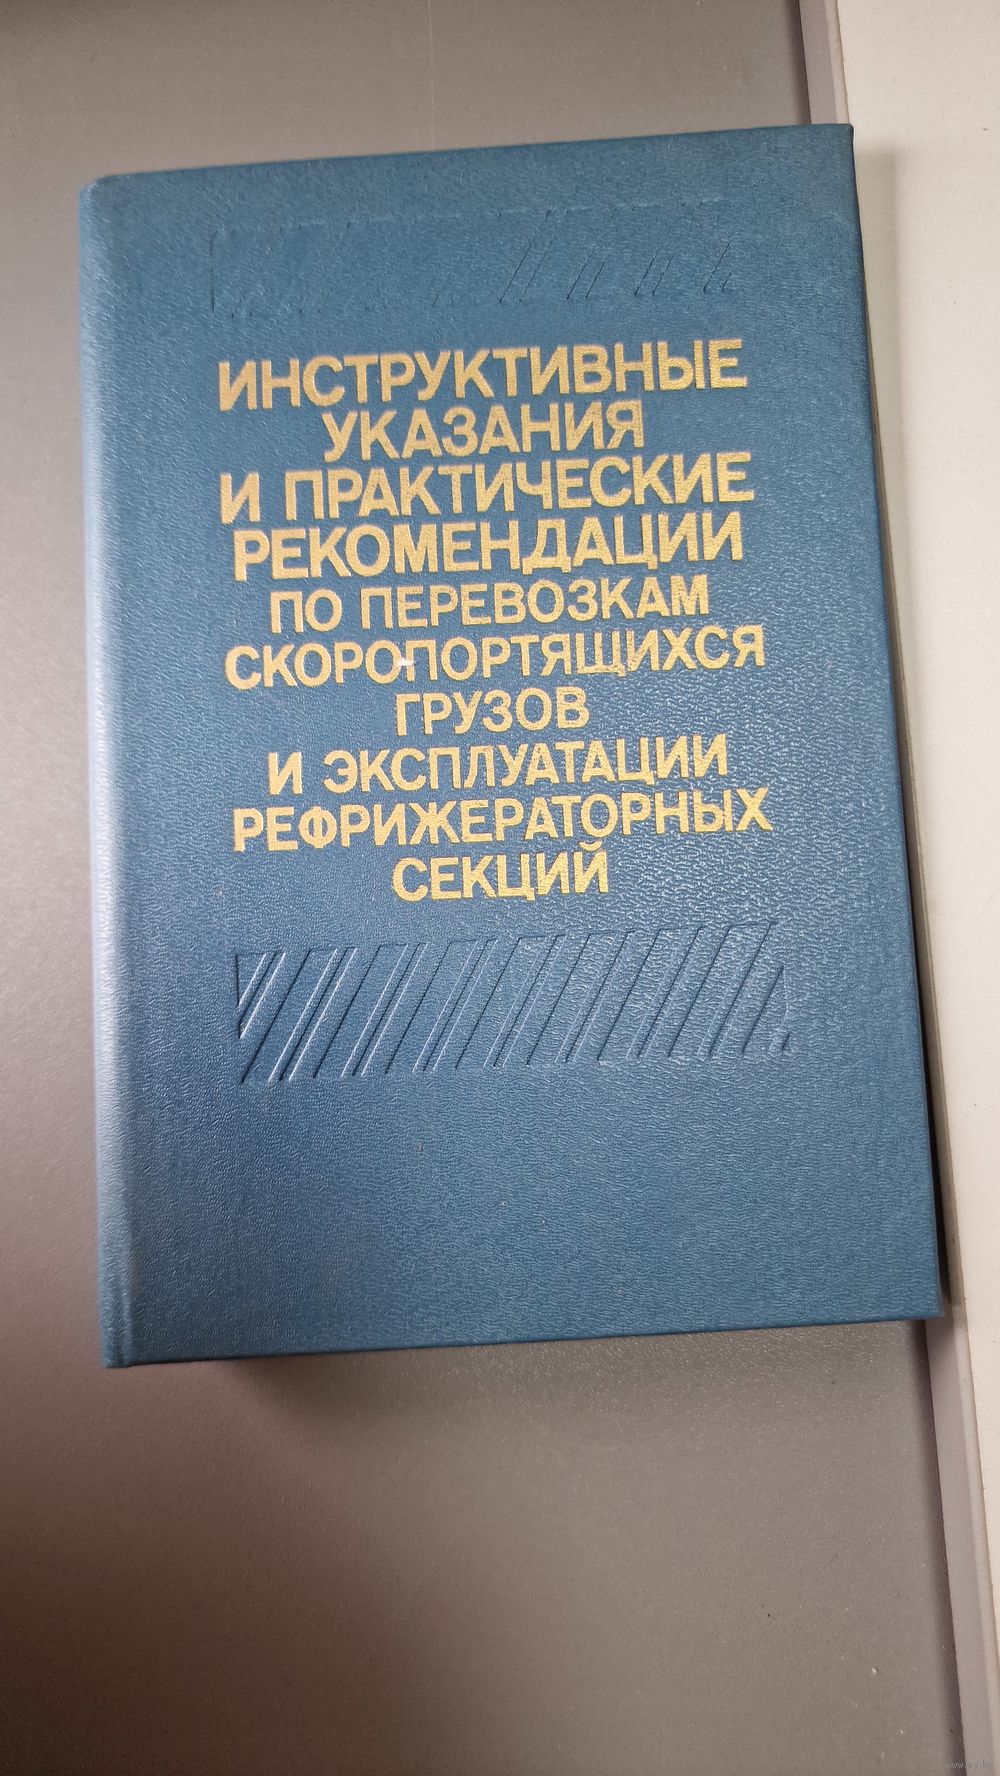 ИНСТРУКТИВНЫЕ
УКАЗАНИЯ
И ПРАКТИЧЕСКИЕ
РЕКОМЕНДАЦИИ
ПО ПЕРЕВОЗКАМ
СКОРОПОРТЯЩИХСЯ
ГРУЗОВ
И ЭКСПЛУАТАЦИИ
РЕФРИЖЕРАТОРНЫХ
СЕКЦИЙ